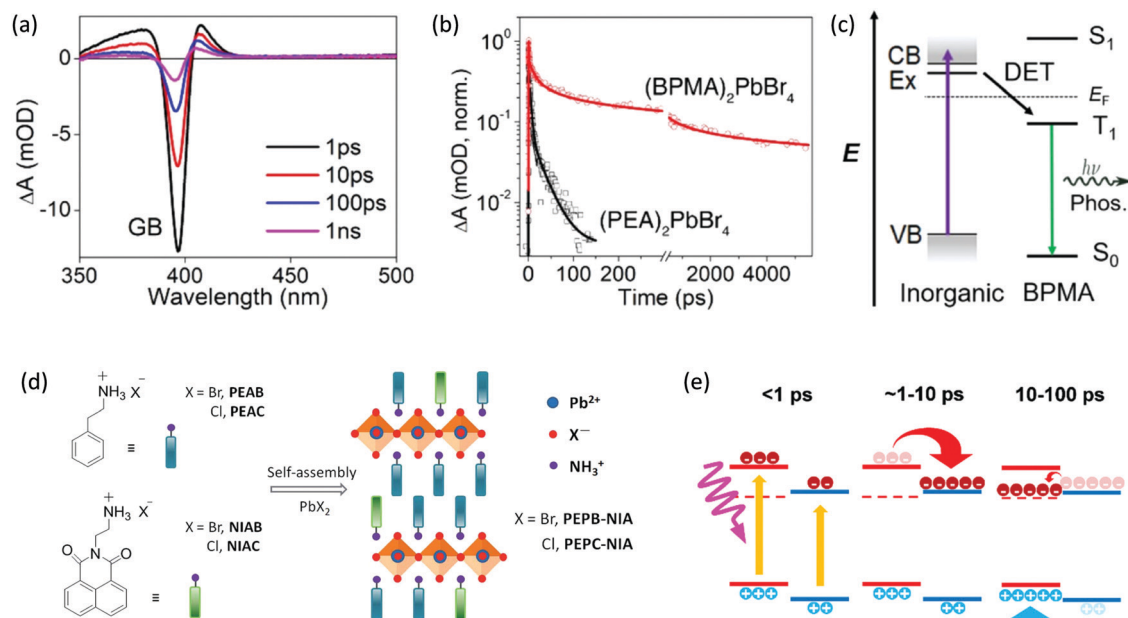 (a)
ΔA (mOD)
0
-5
-10
GB
1ps
10ps
100ps
1ns
350 400 450 500
Wavelength (nm)
(b)
ΔA (mOD, norm.)
10⁰
10⁻¹
10⁻²
(BPMA)₂PbBr₄
(PEA)₂PbBr₄
0 100 200 2000 4000
Time (ps)
(c)
E
CB
Ex
VB
DET
S₁
E_F
T₁
hν
Phos.
S₀
Inorganic BPMA
(d)
+
NH₃ X⁻
X = Br, PEAB
Cl, PEAC
≡
+
NH₃ X⁻
X = Br, NIAB
Cl, NIAC
O N O
≡
Self-assembly
PbX₂
Pb²⁺
X⁻
NH₃⁺
X = Br, PEPB-NIA
Cl, PEPC-NIA
(e)
<1 ps ~1-10 ps 10-100 ps